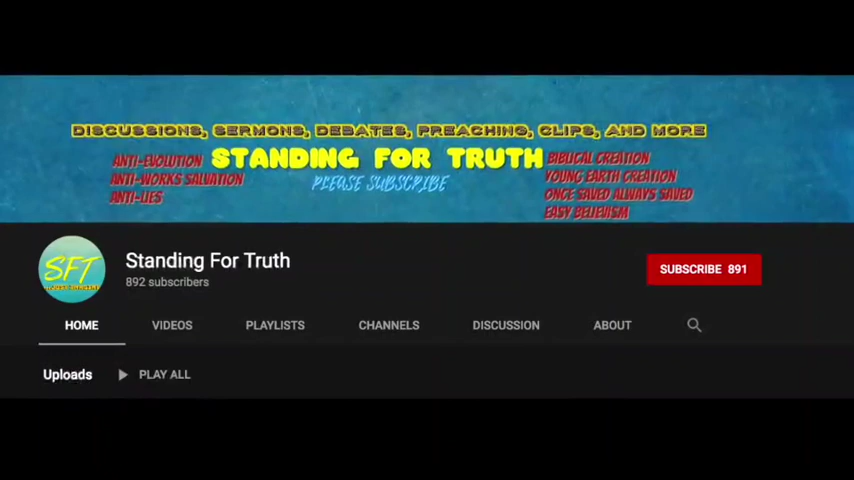 DISCUSSIONS, SERMONS, DEBATES, PREACHING, CLIPS, AND MORE
ANTI-EVOLUTION
ANTI-WORKS SALVATION
ANTI-LIES
STANDING FOR TRUTH
PLEASE SUBSCRIBE
BIBLICAL CREATION
YOUNG EARTH CREATION
ONCE SAVED ALWAYS SAVED
EASY BELIEVISM
SFT
Standing For Truth
892 subscribers
SUBSCRIBE 891
HOME VIDEOS PLAYLISTS CHANNELS DISCUSSION ABOUT
Uploads PLAY ALL